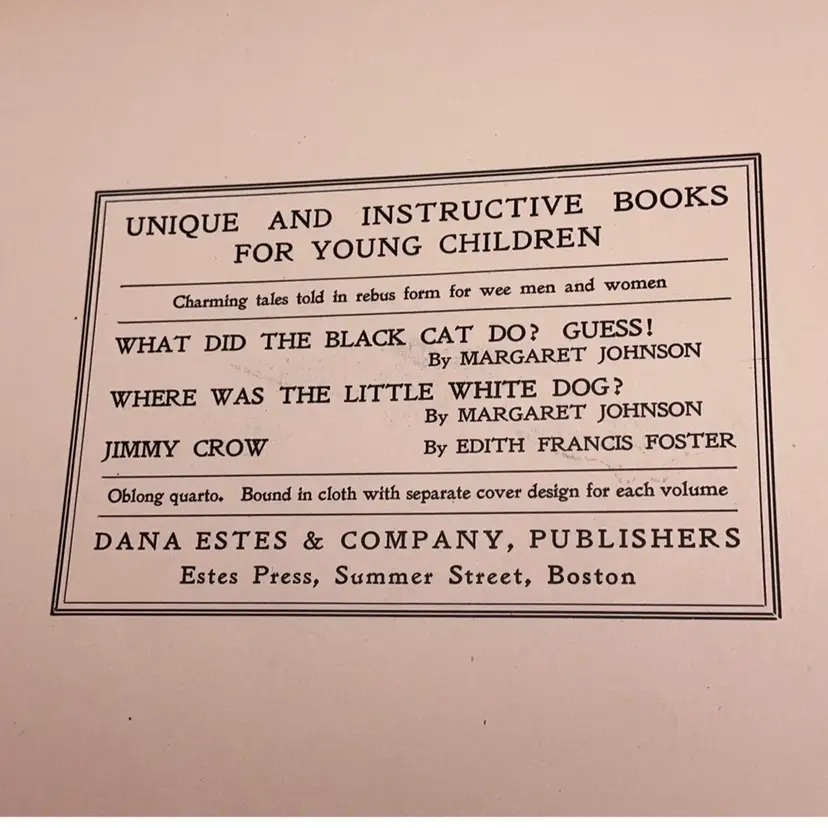 UNIQUE AND INSTRUCTIVE BOOKS
FOR YOUNG CHILDREN
Charming tales told in rebus form for wee men and women
WHAT DID THE BLACK CAT DO? GUESS!
By MARGARET JOHNSON
WHERE WAS THE LITTLE WHITE DOG?
By MARGARET JOHNSON
JIMMY CROW By EDITH FRANCIS FOSTER
Oblong quarto. Bound in cloth with separate cover design for each volume
DANA ESTES & COMPANY, PUBLISHERS
Estes Press, Summer Street, Boston